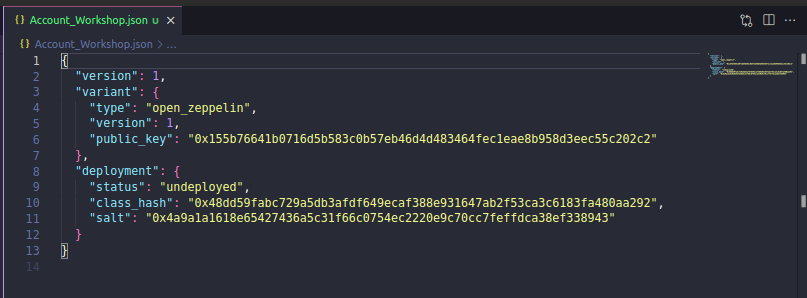 {} Account_Workshop.json U ×
{} Account_Workshop.json > ...
1 {
2 "version": 1,
3 "variant": {
4 "type": "open_zeppelin",
5 "version": 1,
6 "public_key": "0x155b76641b0716d5b583c0b57eb46d4d483464fec1eae8b958d3eec55c202c2"
7 },
8 "deployment": {
9 "status": "undeployed",
10 "class_hash": "0x48dd59fabc729a5db3afdf649ecaf388e931647ab2f53ca3c6183fa480aa292",
11 "salt": "0x4a9a1a1618e65427436a5c31f66c0754ec2220e9c70cc7feffdca38ef338943"
12 }
13 }
14